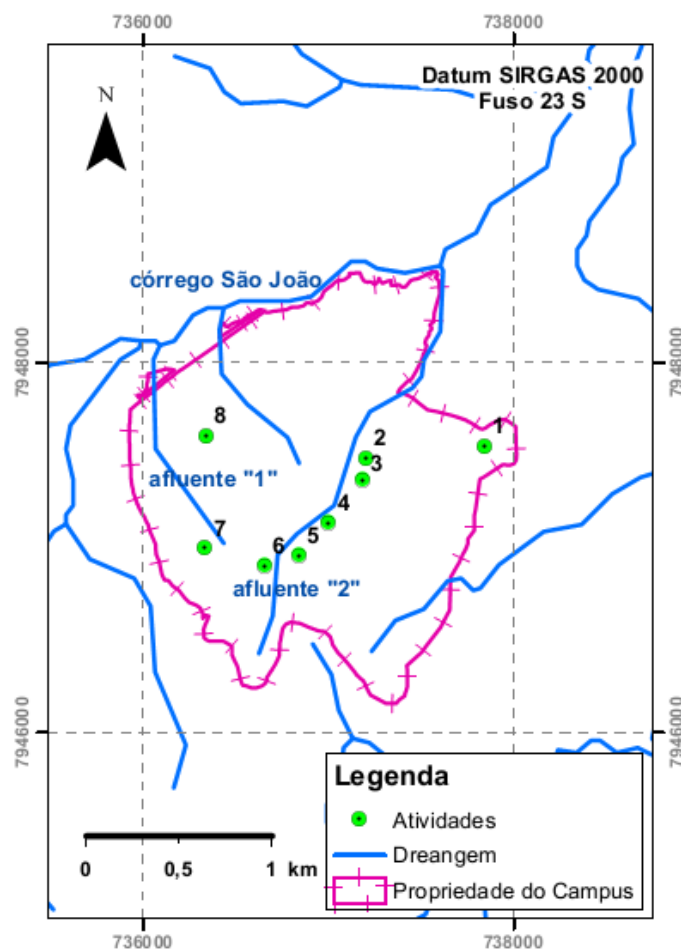 736000
738000
N
Datum SIRGAS 2000
Fuso 23 S
córrego São João
7948000
7948000
8
1
2
3
afluente "1"
4
7
5
6
afluente "2"
7946000
7946000
Legenda
Atividades
Dreangem
Propriedade do Campus
0
0,5
1
km
736000
738000